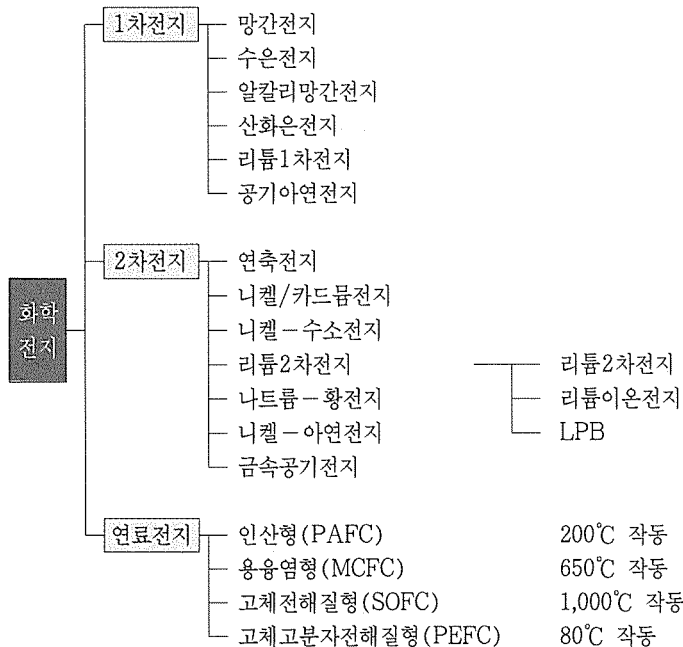 1차전지
망간전지
수은전지
알칼리망간전지
산화은전지
리튬1차전지
공기아연전지
화학
전지
2차전지
연축전지
니켈/카드뮴전지
니켈-수소전지
리튬2차전지
리튬2차전지
나트륨-황전지
리튬이온전지
니켈-아연전지
LPB
금속공기전지
연료전지
인산형(PAFC) 200℃ 작동
용융염형(MCFC) 650℃ 작동
고체전해질형(SOFC) 1,000℃ 작동
고체고분자전해질형(PEFC) 80℃ 작동